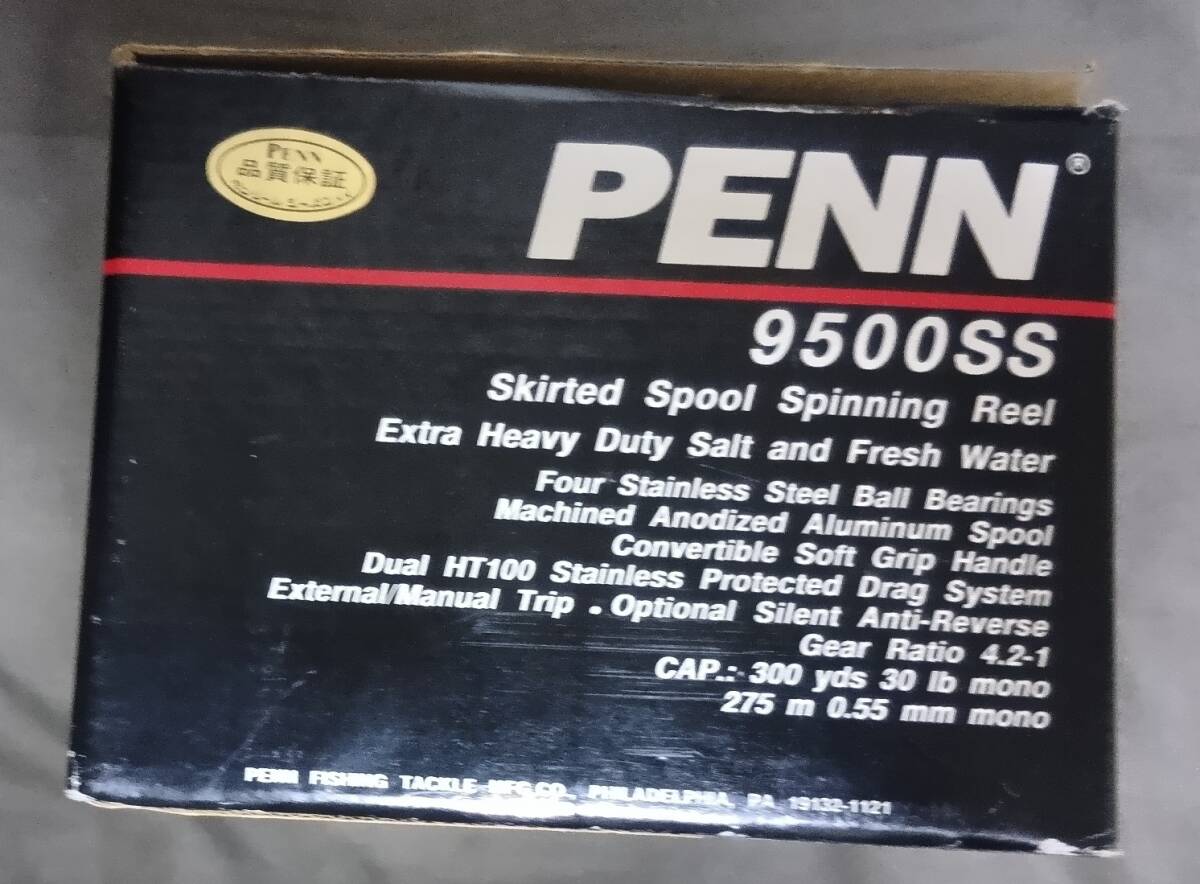 PENN
品質保証
PENN®
9500SS
Skirted Spool Spinning Reel
Extra Heavy Duty Salt and Fresh Water
Four Stainless Steel Ball Bearings
Machined Anodized Aluminum Spool
Convertible Soft Grip Handle
Dual HT100 Stainless Protected Drag System
External/Manual Trip . Optional Silent Anti-Reverse
Gear Ratio 4.2-1
CAP.: 300 yds 30 lb mono
275 m 0.55 mm mono
PENN FISHING TACKLE MFG.CO., PHILADELPHIA, PA 19132-1121